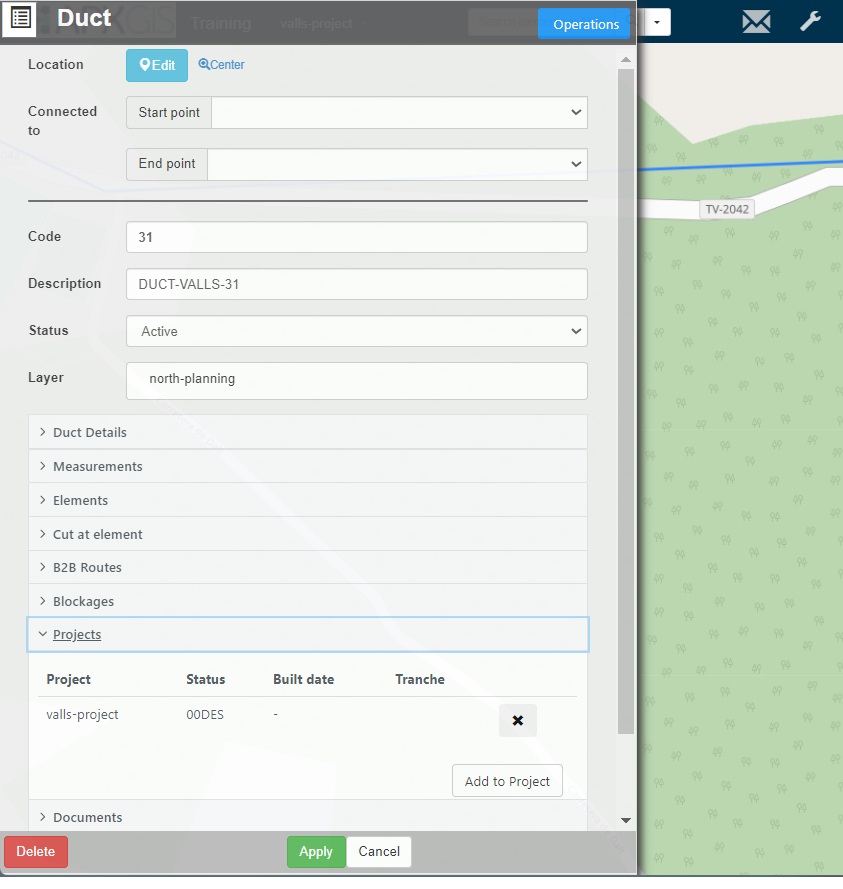 Duct
Training
valls-project
Operations
Location
Edit
Center
Connected
to
Start point
End point
TV-2042
Code
31
Description
DUCT-VALLS-31
Status
Active
Layer
north-planning
Duct Details
Measurements
Elements
Cut at element
B2B Routes
Blockages
Projects
Project Status Built date Tranche
valls-project 00DES -
Add to Project
Documents
Delete
Apply
Cancel